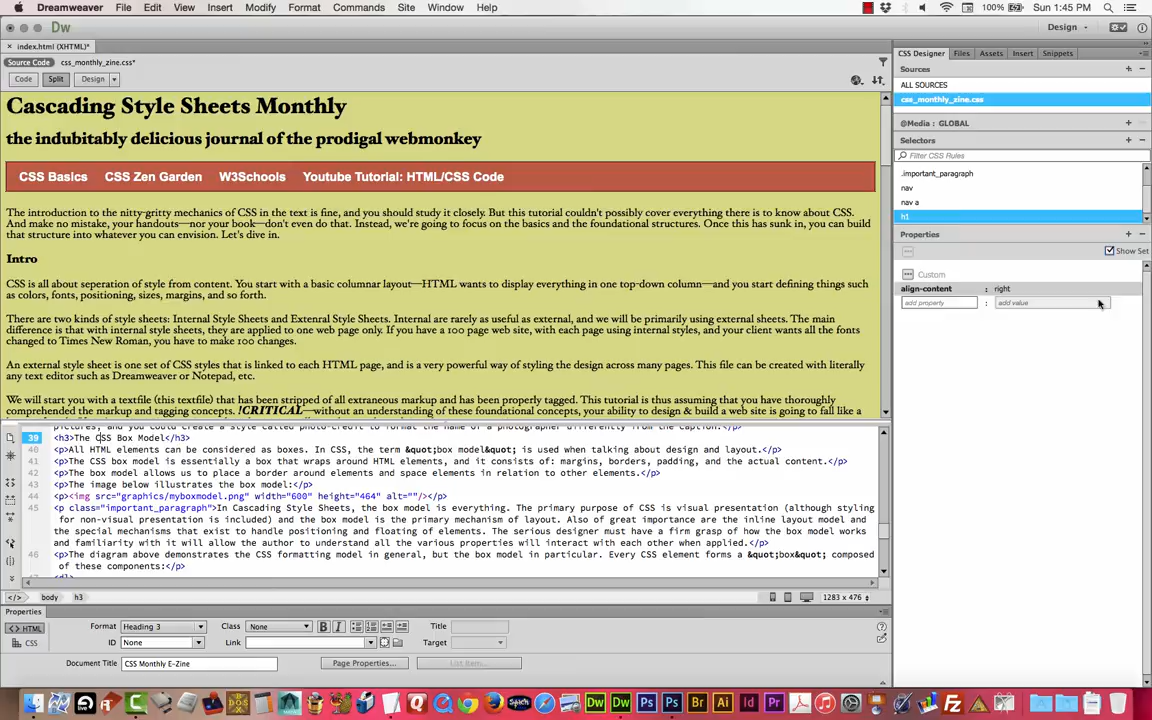 Dreamweaver File Edit View Insert Modify Format Commands Site Window Help 100% Sun 1:45 PM
Dw Design
× index.html (XHTML)*
Source Code css_monthly_zine.css*
Code Split Design
Cascading Style Sheets Monthly
the indubitably delicious journal of the prodigal webmonkey
CSS Basics CSS Zen Garden W3Schools Youtube Tutorial: HTML/CSS Code
The introduction to the nitty-gritty mechanics of CSS in the text is fine, and you should study it closely. But this tutorial couldn't possibly cover everything there is to know about CSS.
And make no mistake, your handouts—nor your book—don't even do that. Instead, we're going to focus on the basics and the foundational structures. Once this has sunk in, you can build
that structure into whatever you can envision. Let's dive in.
Intro
CSS is all about seperation of style from content. You start with a basic columnar layout—HTML wants to display everything in one top-down column—and you start defining things such
as colors, fonts, positioning, sizes, margins, and so forth.
There are two kinds of style sheets: Internal Style Sheets and Extenral Style Sheets. Internal are rarely as useful as external, and we will be primarily using external sheets. The main
difference is that with internal style sheets, they are applied to one web page only. If you have a 100 page web site, with each page using internal styles, and your client wants all the fonts
changed to Times New Roman, you have to make 100 changes.
An external style sheet is one set of CSS styles that is linked to each HTML page, and is a very powerful way of styling the design across many pages. This file can be created with literally
any text editor such as Dreamweaver or Notepad, etc.
We will start you with a textfile (this textfile) that has been stripped of all extraneous markup and has been properly tagged. This tutorial is thus assuming that you have thoroughly
comprehended the markup and tagging concepts. !CRITICAL—without an understanding of these foundational concepts, your ability to design & build a web site is going to fall like a
pictures, and you could create a style called photo-credit to format the name of a photographer differently from the caption.</p>
39 <h3>The CSS Box Model</h3>
40 <p>All HTML elements can be considered as boxes. In CSS, the term &quot;box model&quot; is used when talking about design and layout.</p>
41 <p>The CSS box model is essentially a box that wraps around HTML elements, and it consists of: margins, borders, padding, and the actual content.</p>
42 <p>The box model allows us to place a border around elements and space elements in relation to other elements.</p>
43 <p>The image below illustrates the box model:</p>
44 <p><img src="graphics/myboxmodel.png" width="600" height="464" alt=""/></p>
45 <p class="important_paragraph">In Cascading Style Sheets, the box model is everything. The primary purpose of CSS is visual presentation (although styling
for non-visual presentation is included) and the box model is the primary mechanism of layout. Also of great importance are the inline layout model and
the special mechanisms that exist to handle positioning and floating of elements. The serious designer must have a firm grasp of how the box model works
and familiarity with it will allow the author to understand all the various properties will interact with each other when applied.</p>
46 <p>The diagram above demonstrates the CSS formatting model in general, but the box model in particular. Every CSS element forms a &quot;box&quot; composed
of these components:</p>
<dl>
</> body h3 1283 x 476
Properties
<> HTML Format Heading 3 Class None B I Title
CSS ID None Link Target
Document Title CSS Monthly E-Zine Page Properties... List Item...
CSS Designer Files Assets Insert Snippets
Sources
ALL SOURCES
css_monthly_zine.css
@Media : GLOBAL
Selectors
Filter CSS Rules
.important_paragraph
nav
nav a
h1
Properties
Show Set
Custom
align-content : right
add property : add value